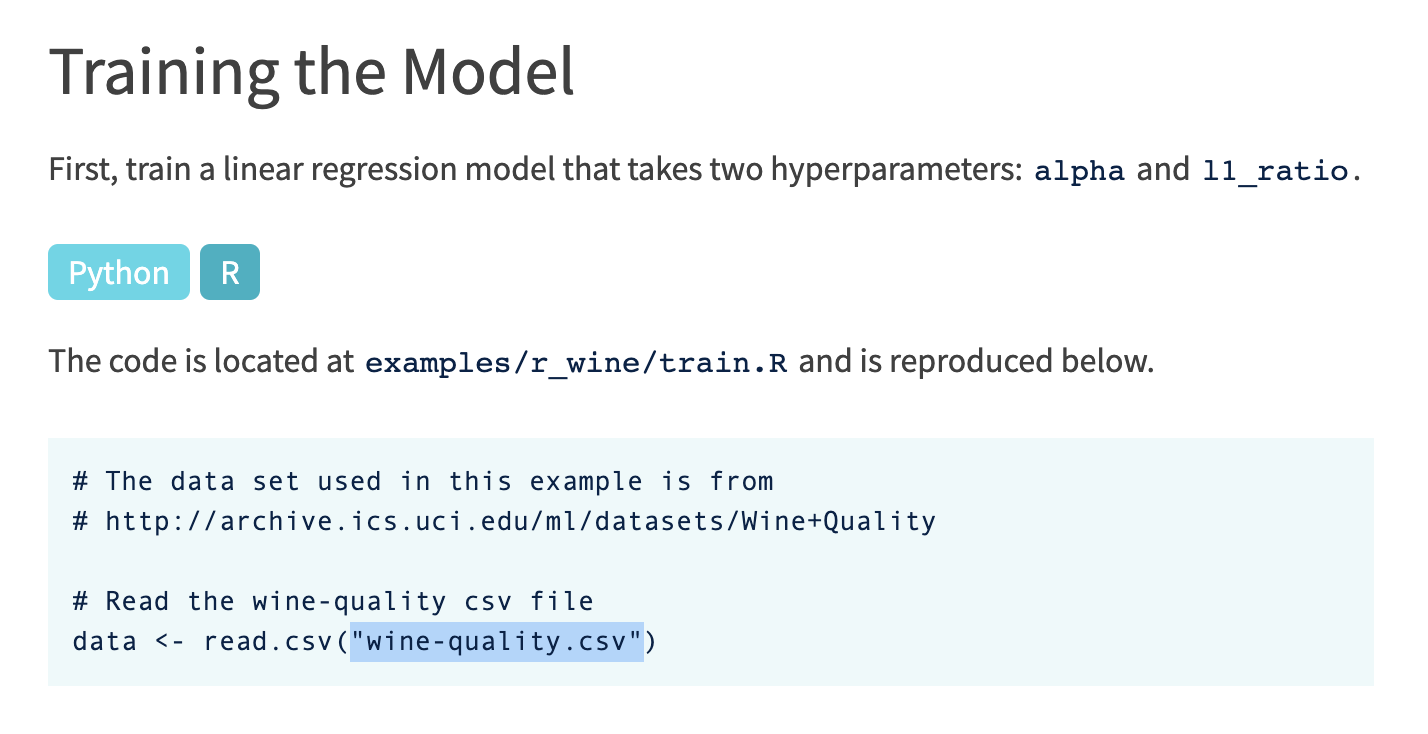 Training the Model
First, train a linear regression model that takes two hyperparameters: alpha and l1_ratio.
Python R
The code is located at examples/r_wine/train.R and is reproduced below.
# The data set used in this example is from
# http://archive.ics.uci.edu/ml/datasets/Wine+Quality
# Read the wine-quality csv file
data <- read.csv("wine-quality.csv")